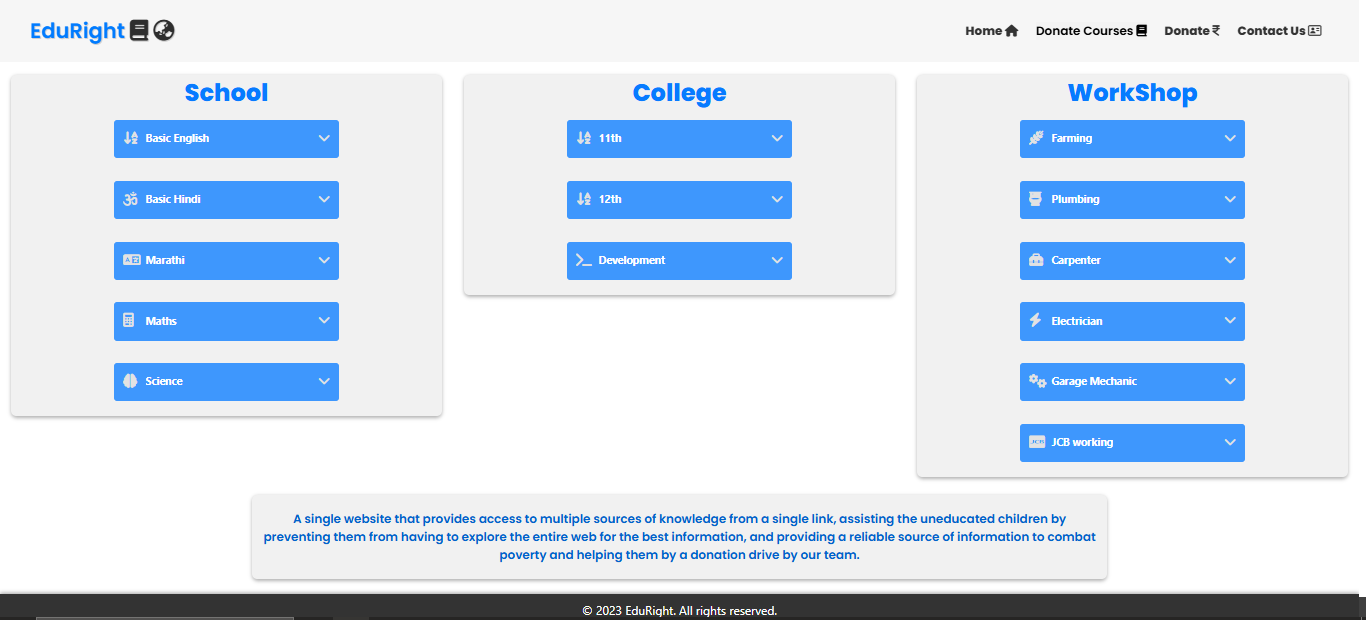 EduRight
Home
Donate Courses
Donate
Contact Us
School
Basic English
Basic Hindi
Marathi
Maths
Science
College
11th
12th
Development
WorkShop
Farming
Plumbing
Carpenter
Electrician
Garage Mechanic
JCB working
A single website that provides access to multiple sources of knowledge from a single link, assisting the uneducated children by
preventing them from having to explore the entire web for the best information, and providing a reliable source of information to combat
poverty and helping them by a donation drive by our team.
© 2023 EduRight. All rights reserved.